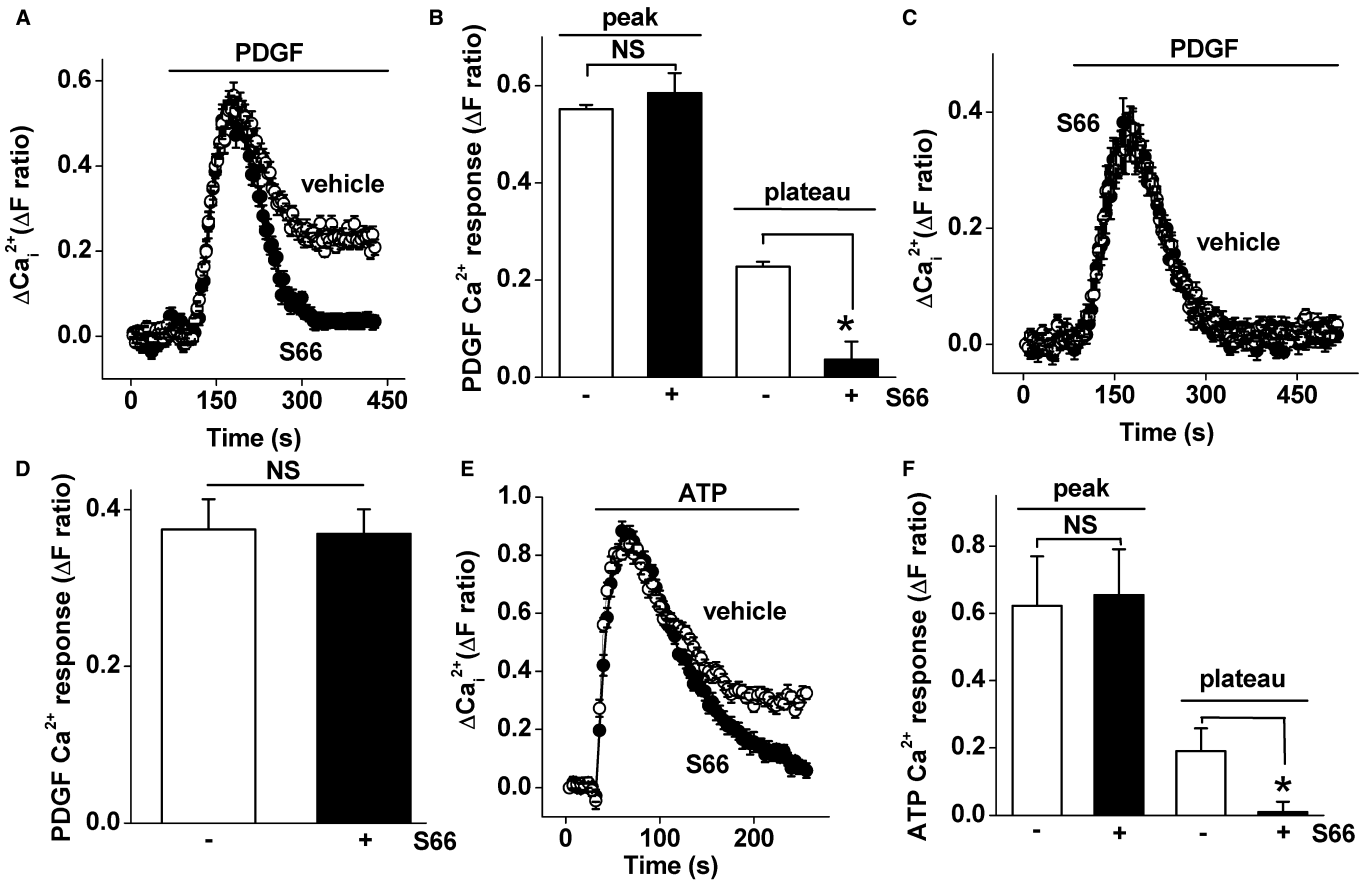 A
PDGF
0.6
0.4
0.2
0.0
ΔCaᵢ²⁺(ΔF ratio)
vehicle
S66
0 150 300 450
Time (s)
B
peak
NS
plateau
*
0.6
0.4
0.2
0.0
PDGF Ca²⁺ response (ΔF ratio)
- + - + S66
C
PDGF
S66
vehicle
0.4
0.2
0.0
ΔCaᵢ²⁺(ΔF ratio)
0 150 300 450
Time (s)
D
NS
0.4
0.2
0.0
PDGF Ca²⁺ response (ΔF ratio)
- + S66
E
ATP
1.0
0.8
0.6
0.4
0.2
0.0
ΔCaᵢ²⁺(ΔF ratio)
vehicle
S66
0 100 200
Time (s)
F
peak
NS
plateau
*
0.8
0.6
0.4
0.2
0.0
ATP Ca²⁺ response (ΔF ratio)
- + - + S66